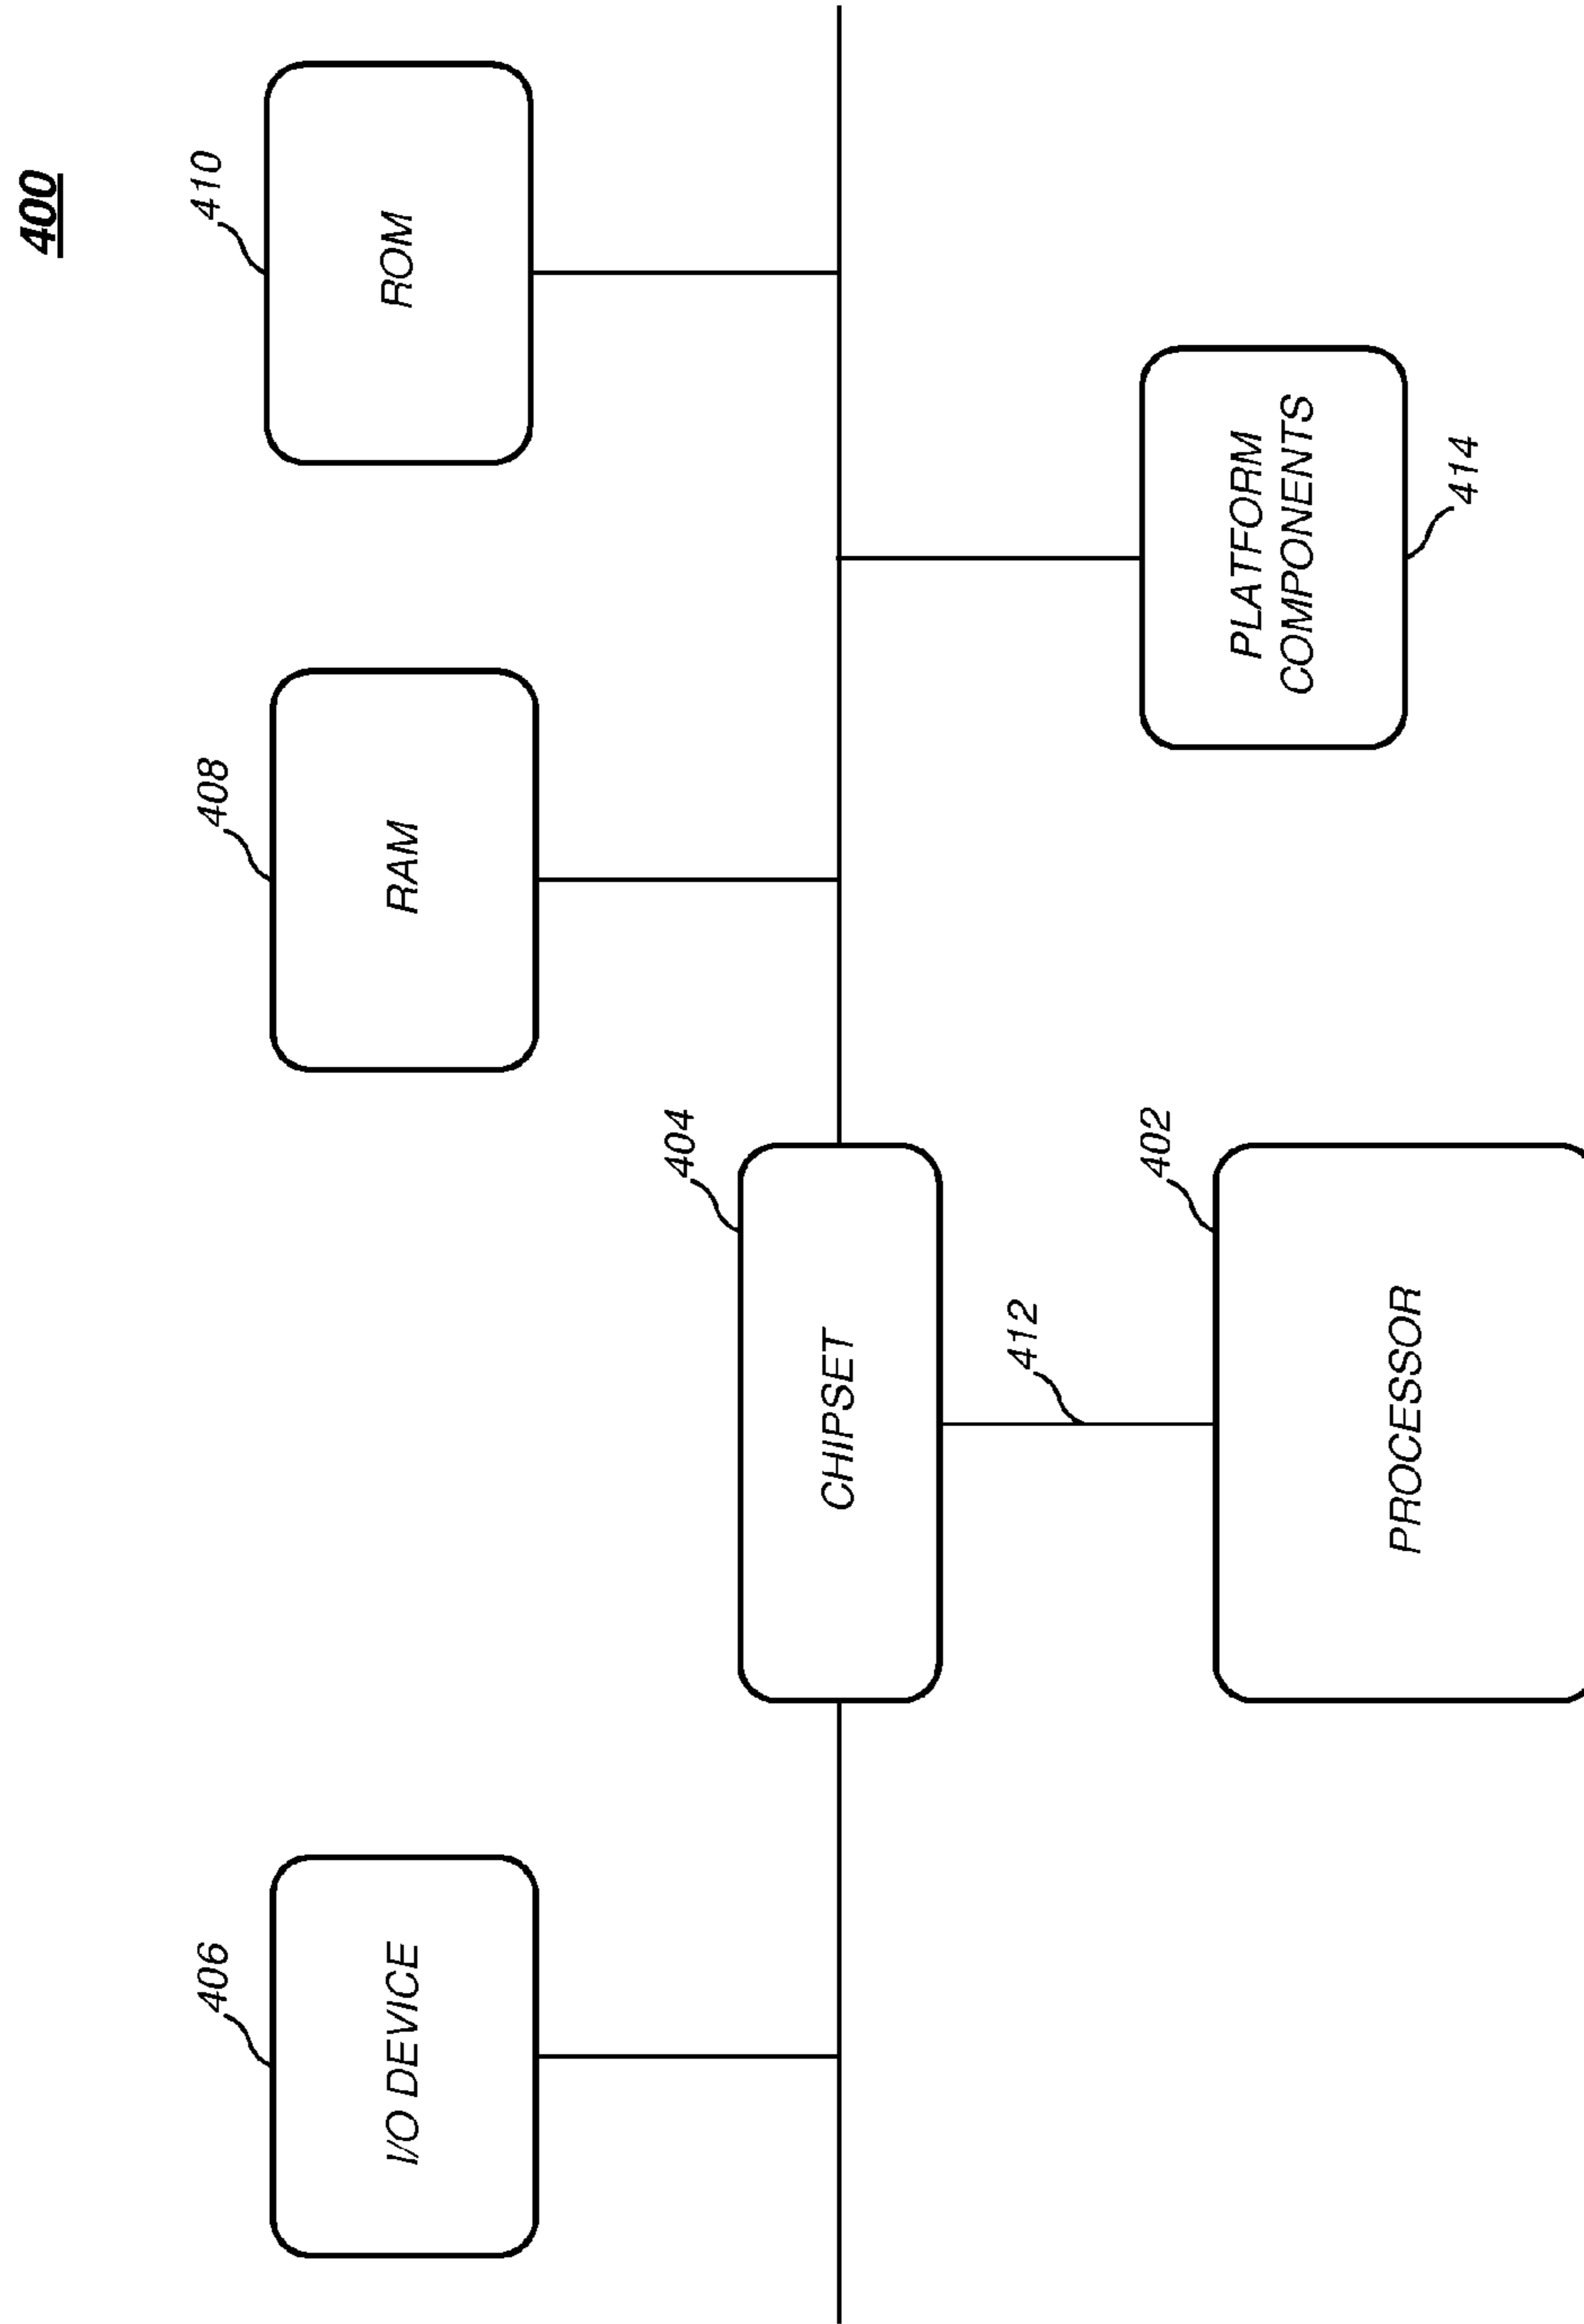 400
406
I/O DEVICE
408
RAM
410
ROM
404
CHIPSET
412
402
PROCESSOR
PLATFORM
COMPONENTS
414